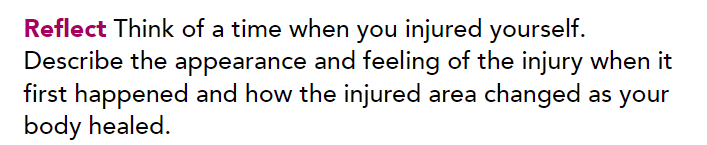 Reflect Think of a time when you injured yourself.
Describe the appearance and feeling of the injury when it
first happened and how the injured area changed as your
body healed.